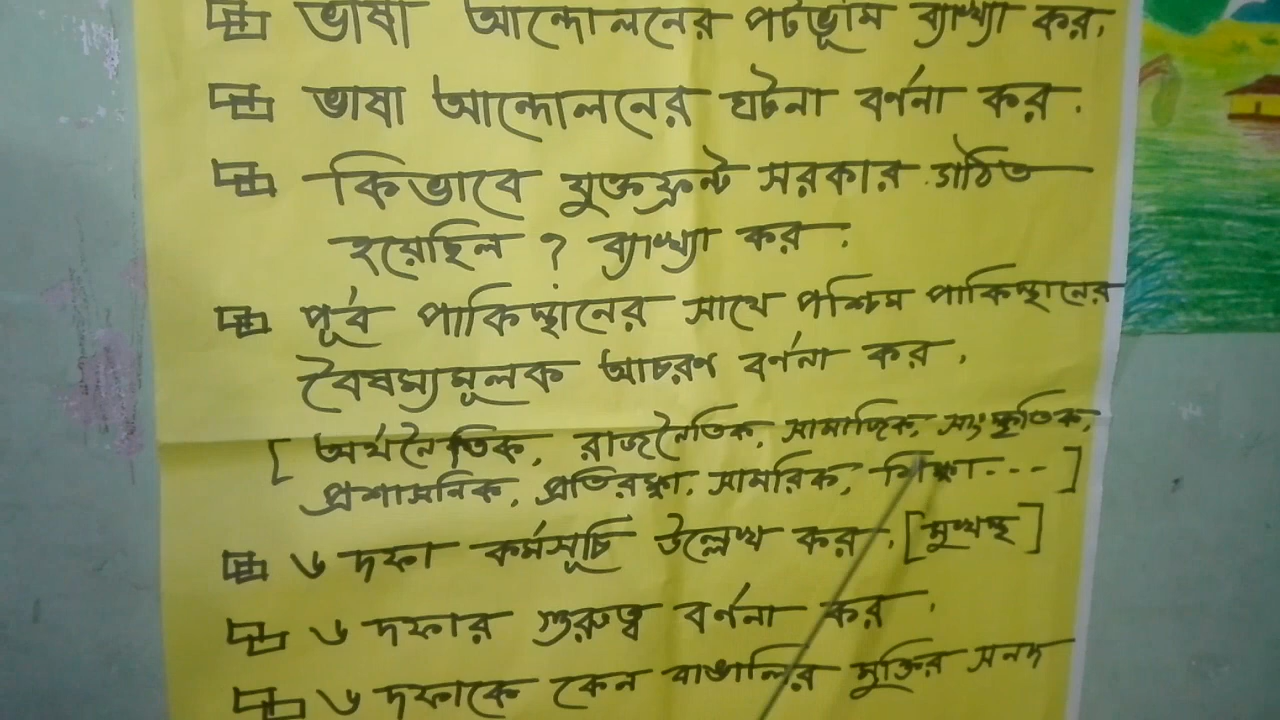 ভাষা আন্দোলনের পটভূমি ব্যাখ্যা কর.
ভাষা আন্দোলনের ঘটনা বর্ণনা কর.
কিভাবে যুক্তফ্রন্ট সরকার গঠিত
হয়েছিল ? ব্যাখ্যা কর.
পূর্ব পাকিস্থানের সাথে পশ্চিম পাকিস্থানের
বৈষম্যমূলক আচরণ বর্ণনা কর.
[ অর্থনৈতিক, রাজনৈতিক, সামাজিক, সাংস্কৃতিক,
প্রশাসনিক, প্রতিরক্ষা, সামরিক, শিক্ষা--- ]
৬ দফা কর্মসূচি উল্লেখ কর. [মুখস্থ]
৬ দফার গুরুত্ব বর্ণনা কর.
৬ দফাকে কেন বাঙালির মুক্তির সনদ